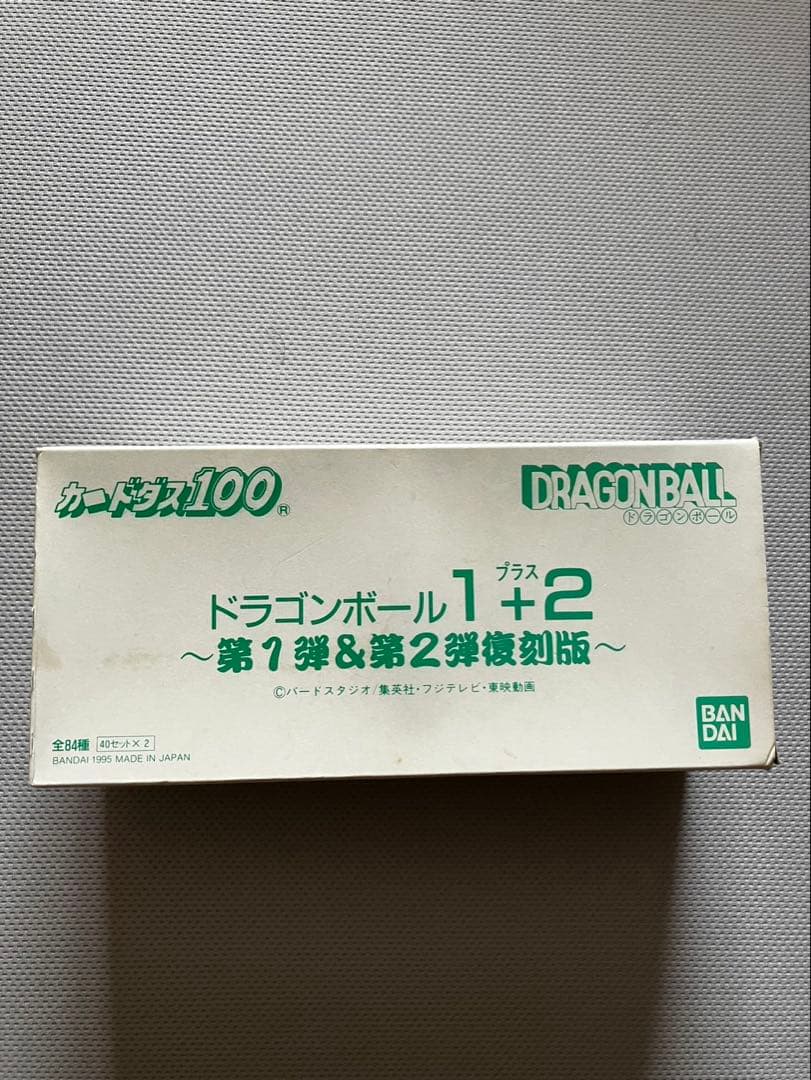 カードダス100®
DRAGONBALL
ドラゴンボール
ドラゴンボール1+2
プラス
～第1弾&第2弾復刻版～
©バードスタジオ/集英社・フジテレビ・東映動画
全84種 40セット×2
BANDAI 1995 MADE IN JAPAN
BAN
DAI